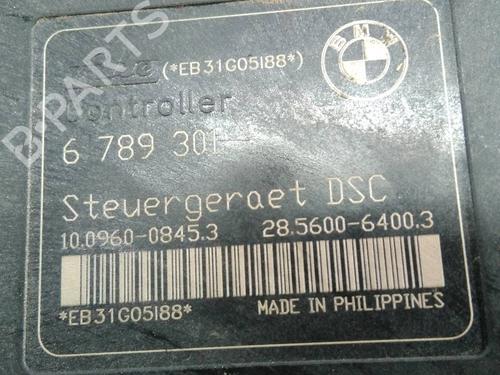 B-PARTS
(*EB31G05I88*)
BMW
Controller
6 789 301
Steuergeraet DSC
10.0960-0845.3 28.5600-6400.3
*EB31G05I88* MADE IN PHILIPPINES